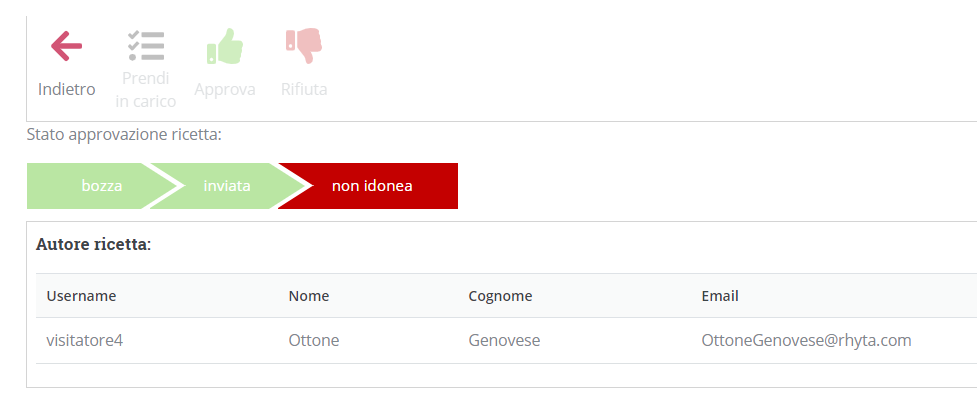 Indietro
Prendi
in carico
Approva
Rifiuta
Stato approvazione ricetta:
bozza inviata non idonea
Autore ricetta:
Username Nome Cognome Email
visitatore4 Ottone Genovese OttoneGenovese@rhyta.com